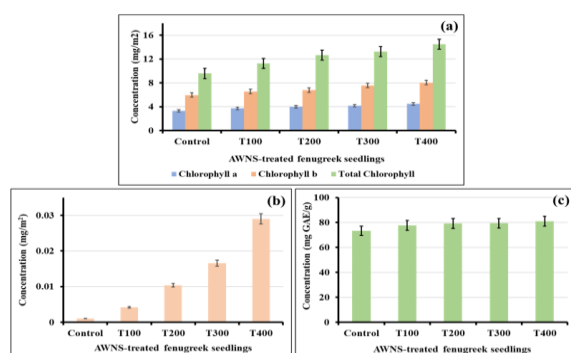 (a)
Concentration (mg/m2)
16
12
8
4
0
Control T100 T200 T300 T400
AWNS-treated fenugreek seedlings
Chlorophyll a Chlorophyll b Total Chlorophyll
(b)
Concentration (mg/m²)
0.03
0.02
0.01
0
Control T100 T200 T300 T400
AWNS-treated fenugreek seedlings
(c)
Concentration (mg GAE/g)
100
80
60
40
20
0
Control T100 T200 T300 T400
AWNS-treated fenugreek seedlings